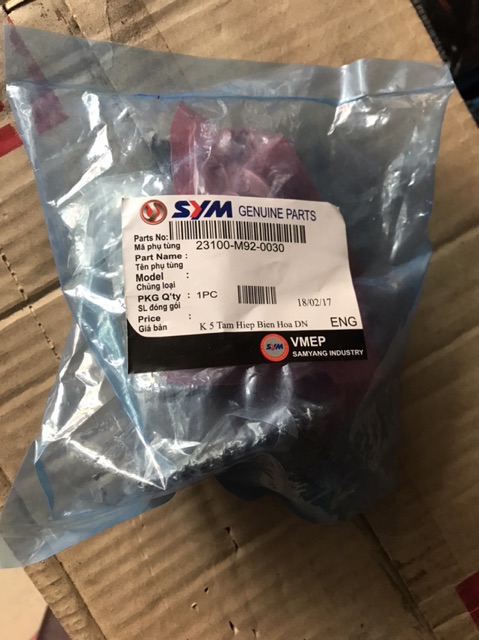 SYM GENUINE PARTS
Parts No:
Mã phụ tùng 23100-M92-0030
Part Name :
Tên phụ tùng
Model :
Chủng loại
PKG Q'ty : 1PC
SL đóng gói 18/02/17
Price :
Giá bán K 5 Tam Hiep Bien Hoa DN ENG
SYM VMEP
SAMYANG INDUSTRY